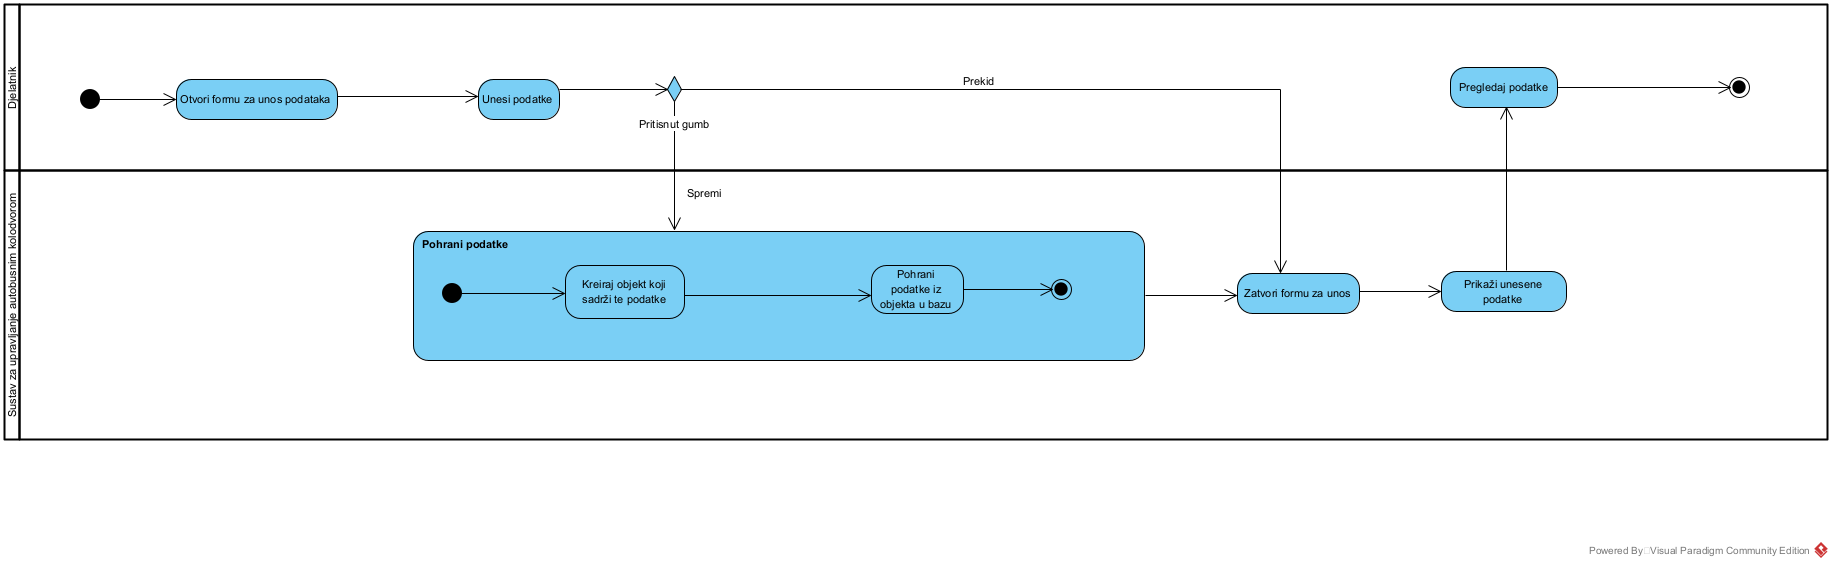 Djelatnik
Otvori formu za unos podataka
Unesi podatke
Prekid
Pritisnut gumb
Pregledaj podatke
Sustav za upravljanje autobusnim kolodvorom
Spremi
Pohrani podatke
Kreiraj objekt koji
sadrži te podatke
Pohrani
podatke iz
objekta u bazu
Zatvori formu za unos
Prikaži unesene
podatke
Powered By Visual Paradigm Community Edition